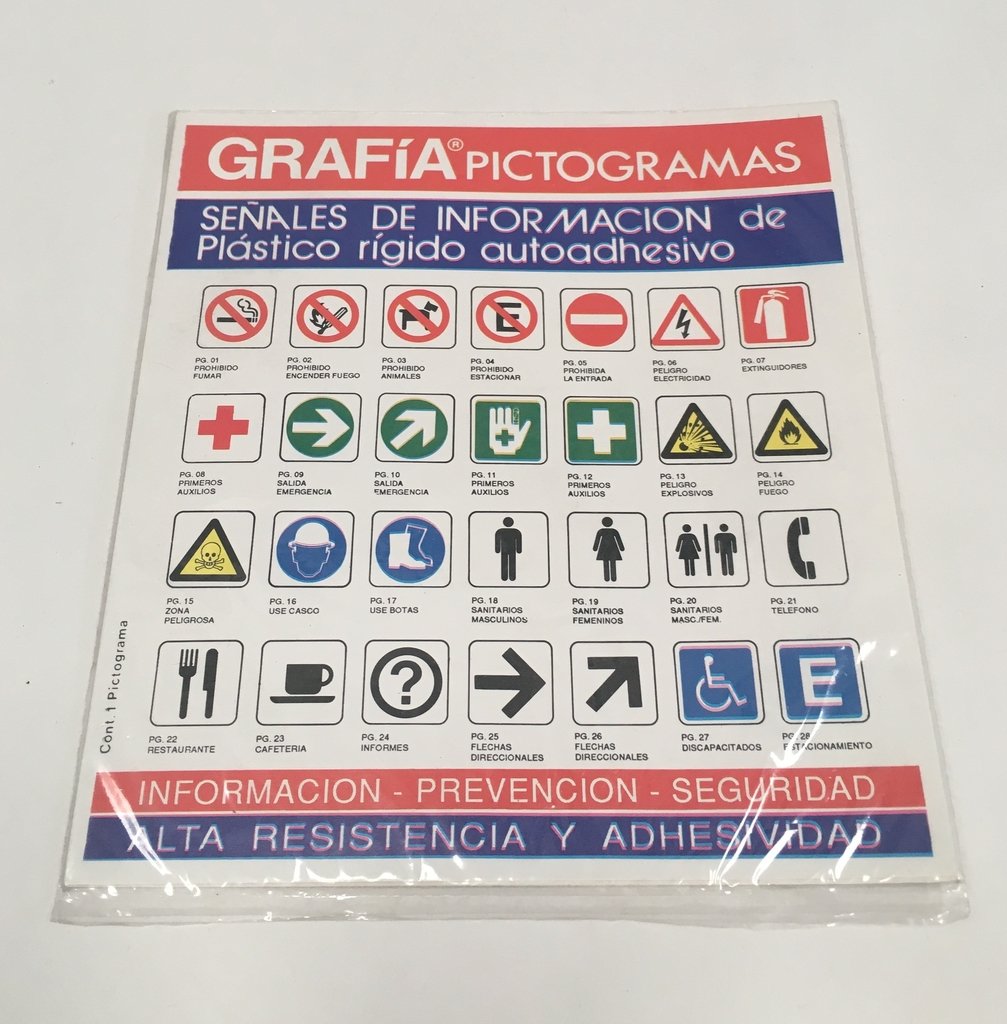 GRAFÍA® PICTOGRAMAS
SEÑALES DE INFORMACION de
Plástico rígido autoadhesivo
E
PG. 01
PROHIBIDO
FUMAR
PG. 02
PROHIBIDO
ENCENDER FUEGO
PG. 03
PROHIBIDO
ANIMALES
PG. 04
PROHIBIDO
ESTACIONAR
PG. 05
PROHIBIDA
LA ENTRADA
PG. 06
PELIGRO
ELECTRICIDAD
PG. 07
EXTINGUIDORES
PG. 08
PRIMEROS
AUXILIOS
PG. 09
SALIDA
EMERGENCIA
PG. 10
SALIDA
EMERGENCIA
PG. 11
PRIMEROS
AUXILIOS
PG. 12
PRIMEROS
AUXILIOS
PG. 13
PELIGRO
EXPLOSIVOS
PG. 14
PELIGRO
FUEGO
PG. 15
ZONA
PELIGROSA
PG. 16
USE CASCO
PG. 17
USE BOTAS
PG. 18
SANITARIOS
MASCULINOS
PG. 19
SANITARIOS
FEMENINOS
PG. 20
SANITARIOS
MASC./FEM.
PG. 21
TELEFONO
?
E
PG. 22
RESTAURANTE
PG. 23
CAFETERIA
PG. 24
INFORMES
PG. 25
FLECHAS
DIRECCIONALES
PG. 26
FLECHAS
DIRECCIONALES
PG. 27
DISCAPACITADOS
PG. 28
ESTACIONAMIENTO
Cont. 1 Pictograma
INFORMACION - PREVENCION - SEGURIDAD
ALTA RESISTENCIA Y ADHESIVIDAD